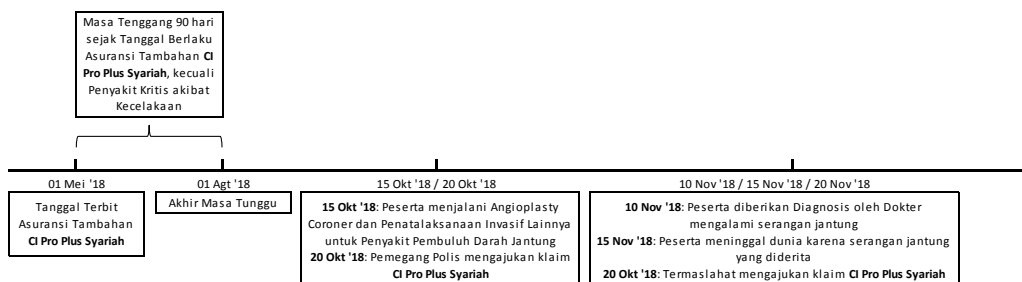 Masa Tenggang 90 hari
sejak Tanggal Berlaku
Asuransi Tambahan CI
Pro Plus Syariah, kecuali
Penyakit Kritis akibat
Kecelakaan
01 Mei '18
01 Agt '18
15 Okt '18 / 20 Okt '18
10 Nov '18 / 15 Nov '18 / 20 Nov '18
Tanggal Terbit
Asuransi Tambahan
CI Pro Plus Syariah
Akhir Masa Tunggu
15 Okt '18: Peserta menjalani Angioplasty
Coroner dan Penatalaksanaan Invasif Lainnya
untuk Penyakit Pembuluh Darah Jantung
20 Okt '18: Pemegang Polis mengajukan klaim
CI Pro Plus Syariah
10 Nov '18: Peserta diberikan Diagnosis oleh Dokter
mengalami serangan jantung
15 Nov '18: Peserta meninggal dunia karena serangan jantung
yang diderita
20 Okt '18: Termaslahat mengajukan klaim CI Pro Plus Syariah